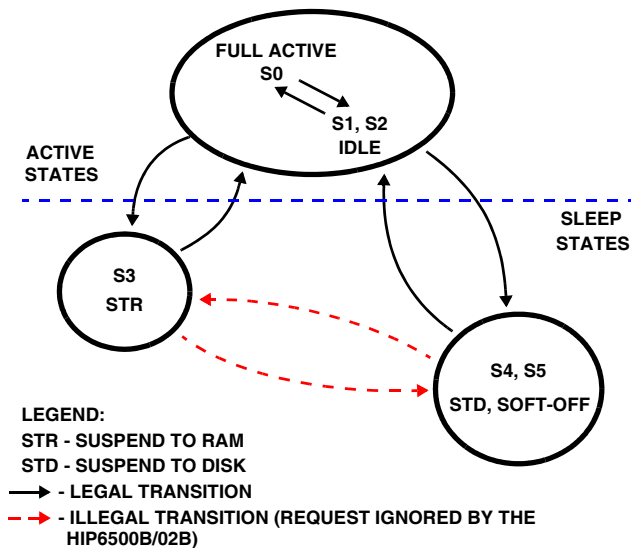 FULL ACTIVE
S0
S1, S2
IDLE
ACTIVE
STATES
SLEEP
STATES
S3
STR
S4, S5
STD, SOFT-OFF
LEGEND:
STR - SUSPEND TO RAM
STD - SUSPEND TO DISK
- LEGAL TRANSITION
- ILLEGAL TRANSITION (REQUEST IGNORED BY THE
HIP6500B/02B)